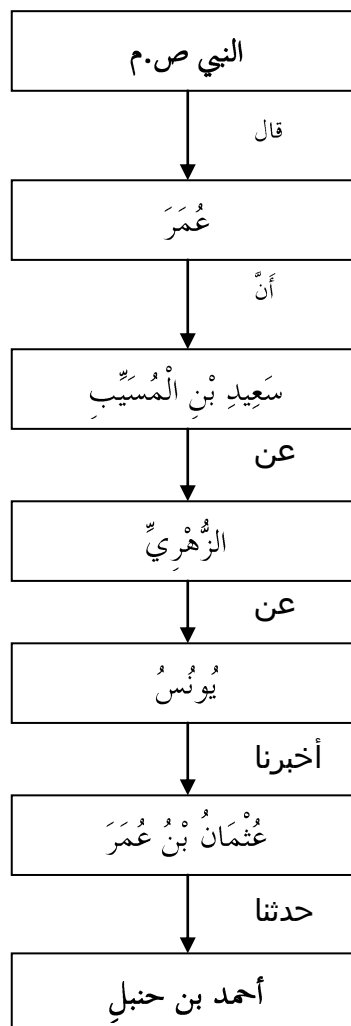 النبي ص.م
قال
عُمَرَ
أَنَّ
سَعِيدِ بْنِ الْمُسَيِّبِ
عن
الزُّهْرِيِّ
عن
يُونُسُ
أخبرنا
عُثْمَانُ بْنُ عُمَرَ
حدثنا
أحمد بن حنبلِ